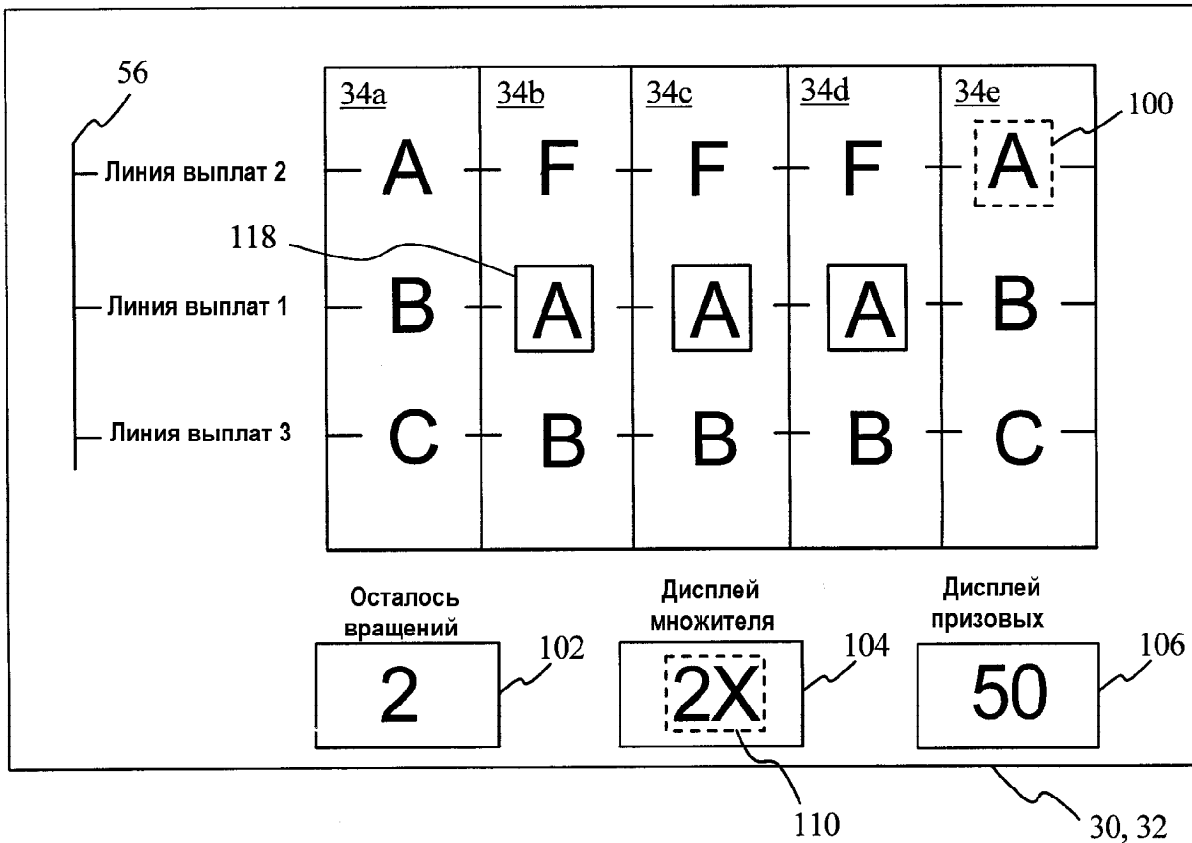 56
34a 34b 34c 34d 34e
100
Линия выплат 2 A F F F A
118
Линия выплат 1 B A A A B
Линия выплат 3 C B B B C
Осталось вращений
Дисплей множителя
Дисплей призовых
2 102
2X 104
50 106
110
30, 32